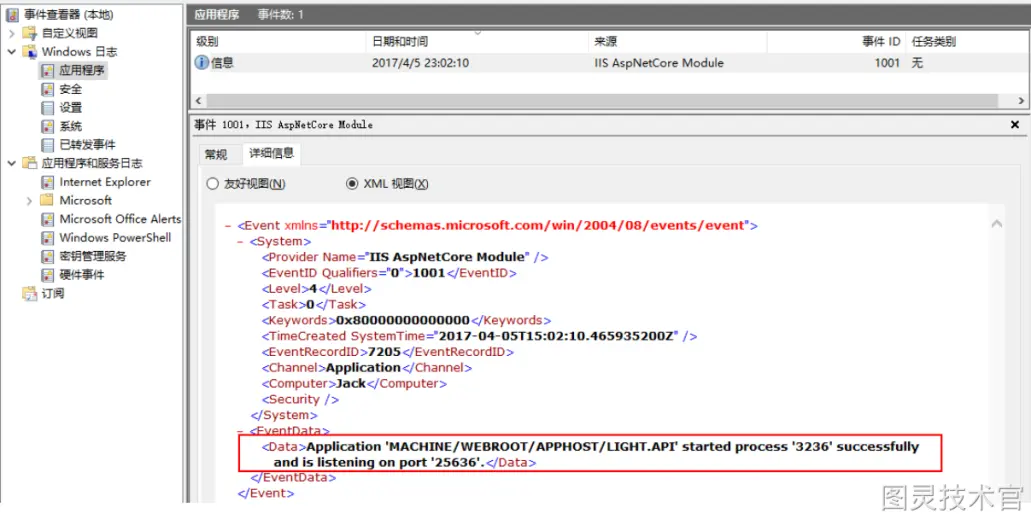 事件查看器 (本地)
自定义视图
Windows 日志
应用程序
安全
设置
系统
已转发事件
应用程序和服务日志
Internet Explorer
Microsoft
Microsoft Office Alerts
Windows PowerShell
密钥管理服务
硬件事件
订阅
应用程序 事件数: 1
级别 日期和时间 来源 事件 ID 任务类别
信息 2017/4/5 23:02:10 IIS AspNetCore Module 1001 无
事件 1001，IIS AspNetCore Module
常规 详细信息
友好视图(N) XML 视图(X)
- <Event xmlns="http://schemas.microsoft.com/win/2004/08/events/event">
- <System>
<Provider Name="IIS AspNetCore Module" />
<EventID Qualifiers="0">1001</EventID>
<Level>4</Level>
<Task>0</Task>
<Keywords>0x80000000000000</Keywords>
<TimeCreated SystemTime="2017-04-05T15:02:10.465935200Z" />
<EventRecordID>7205</EventRecordID>
<Channel>Application</Channel>
<Computer>Jack</Computer>
<Security />
</System>
- <EventData>
<Data>Application 'MACHINE/WEBROOT/APPHOST/LIGHT.API' started process '3236' successfully
and is listening on port '25636'.</Data>
</EventData>
</Event>
图灵技术官